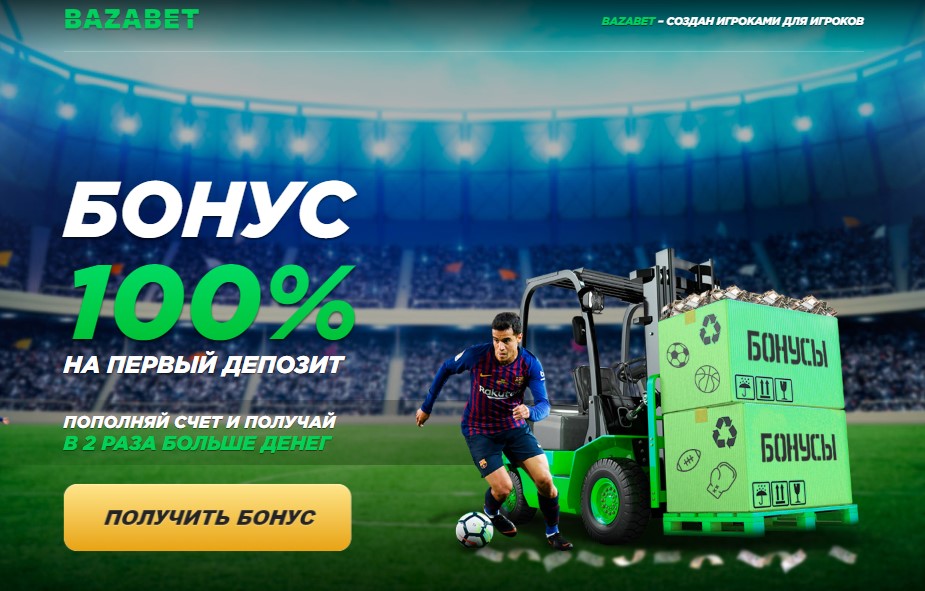 BAZABET
BAZABET – СОЗДАН ИГРОКАМИ ДЛЯ ИГРОКОВ
БОНУС
100%
НА ПЕРВЫЙ ДЕПОЗИТ
ПОПОЛНЯЙ СЧЕТ И ПОЛУЧАЙ
В 2 РАЗА БОЛЬШЕ ДЕНЕГ
ПОЛУЧИТЬ БОНУС
Rakuten
БОНУСЫ
БОНУСЫ